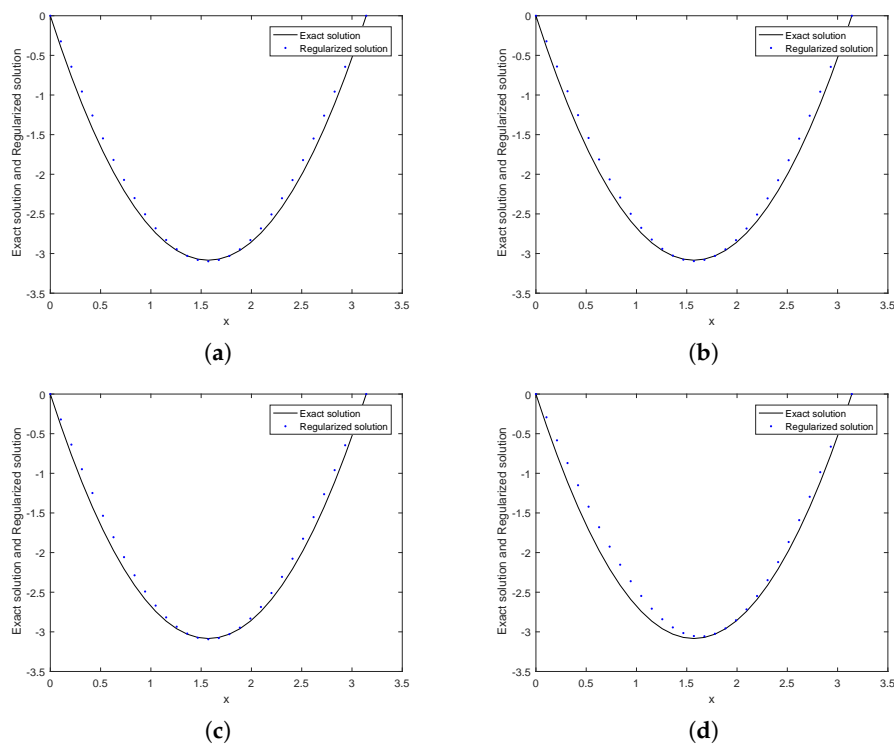 Exact solution and Regularized solution
0
-0.5
-1
-1.5
-2
-2.5
-3
-3.5
Exact solution
Regularized solution
0 0.5 1 1.5 2 2.5 3 3.5
x
(a)
Exact solution and Regularized solution
0
-0.5
-1
-1.5
-2
-2.5
-3
-3.5
Exact solution
Regularized solution
0 0.5 1 1.5 2 2.5 3 3.5
x
(b)
Exact solution and Regularized solution
0
-0.5
-1
-1.5
-2
-2.5
-3
-3.5
Exact solution
Regularized solution
0 0.5 1 1.5 2 2.5 3 3.5
x
(c)
Exact solution and Regularized solution
0
-0.5
-1
-1.5
-2
-2.5
-3
-3.5
Exact solution
Regularized solution
0 0.5 1 1.5 2 2.5 3 3.5
x
(d)